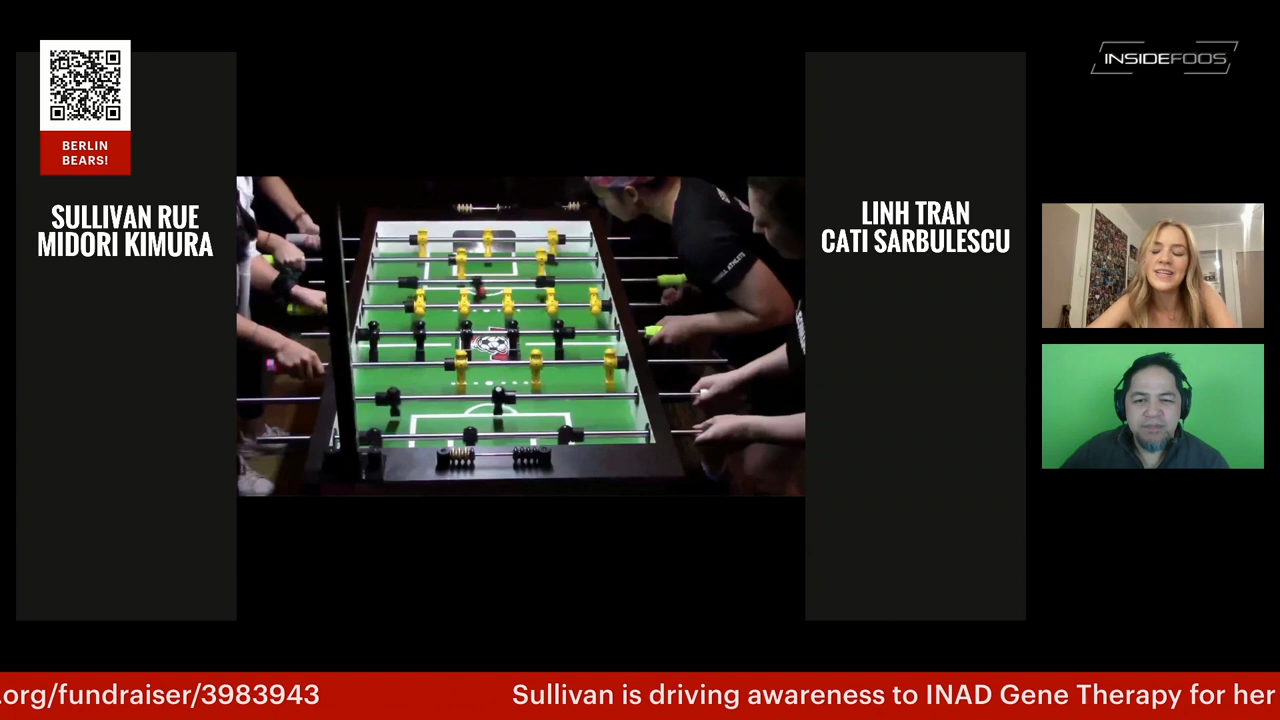 BERLIN
BEARS!
SULLIVAN RUE
MIDORI KIMURA
LINH TRAN
CATI SARBULESCU
INSIDEFOOS
.org/fundraiser/3983943
Sullivan is driving awareness to INAD Gene Therapy for her